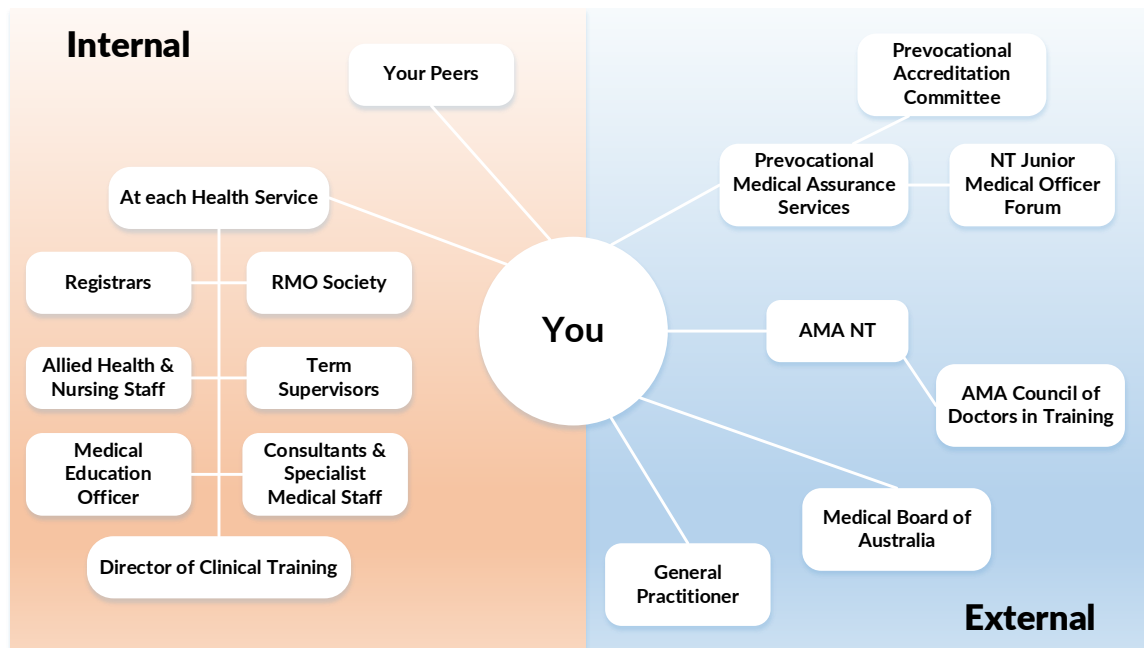 Internal
Your Peers
At each Health Service
Registrars
RMO Society
Allied Health &
Nursing Staff
Term
Supervisors
Medical
Education
Officer
Consultants &
Specialist
Medical Staff
Director of Clinical Training
You
Prevocational
Accreditation
Committee
Prevocational
Medical Assurance
Services
NT Junior
Medical Officer
Forum
AMA NT
AMA Council of
Doctors in Training
Medical Board of
Australia
General
Practitioner
External